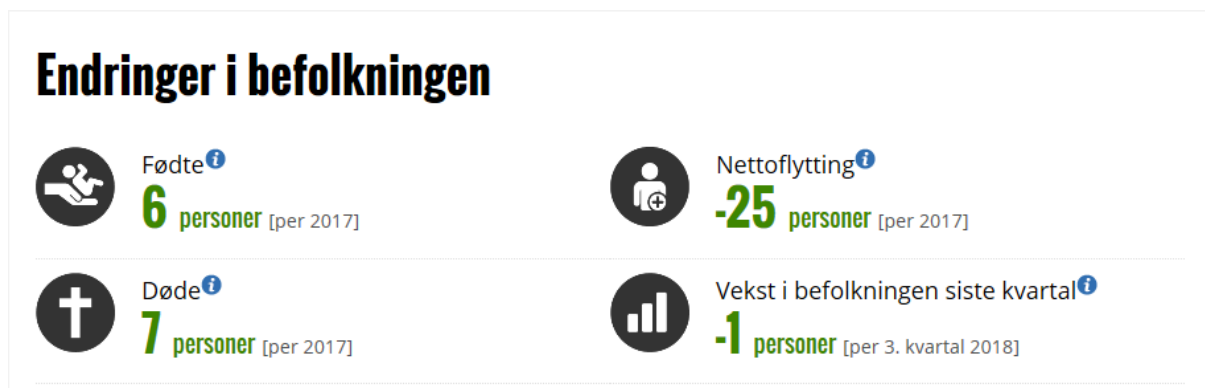 Endringer i befolkningen
Fødte
6 personer [per 2017]
Nettoflytting
-25 personer [per 2017]
Døde
7 personer [per 2017]
Vekst i befolkningen siste kvartal
-1 personer [per 3. kvartal 2018]